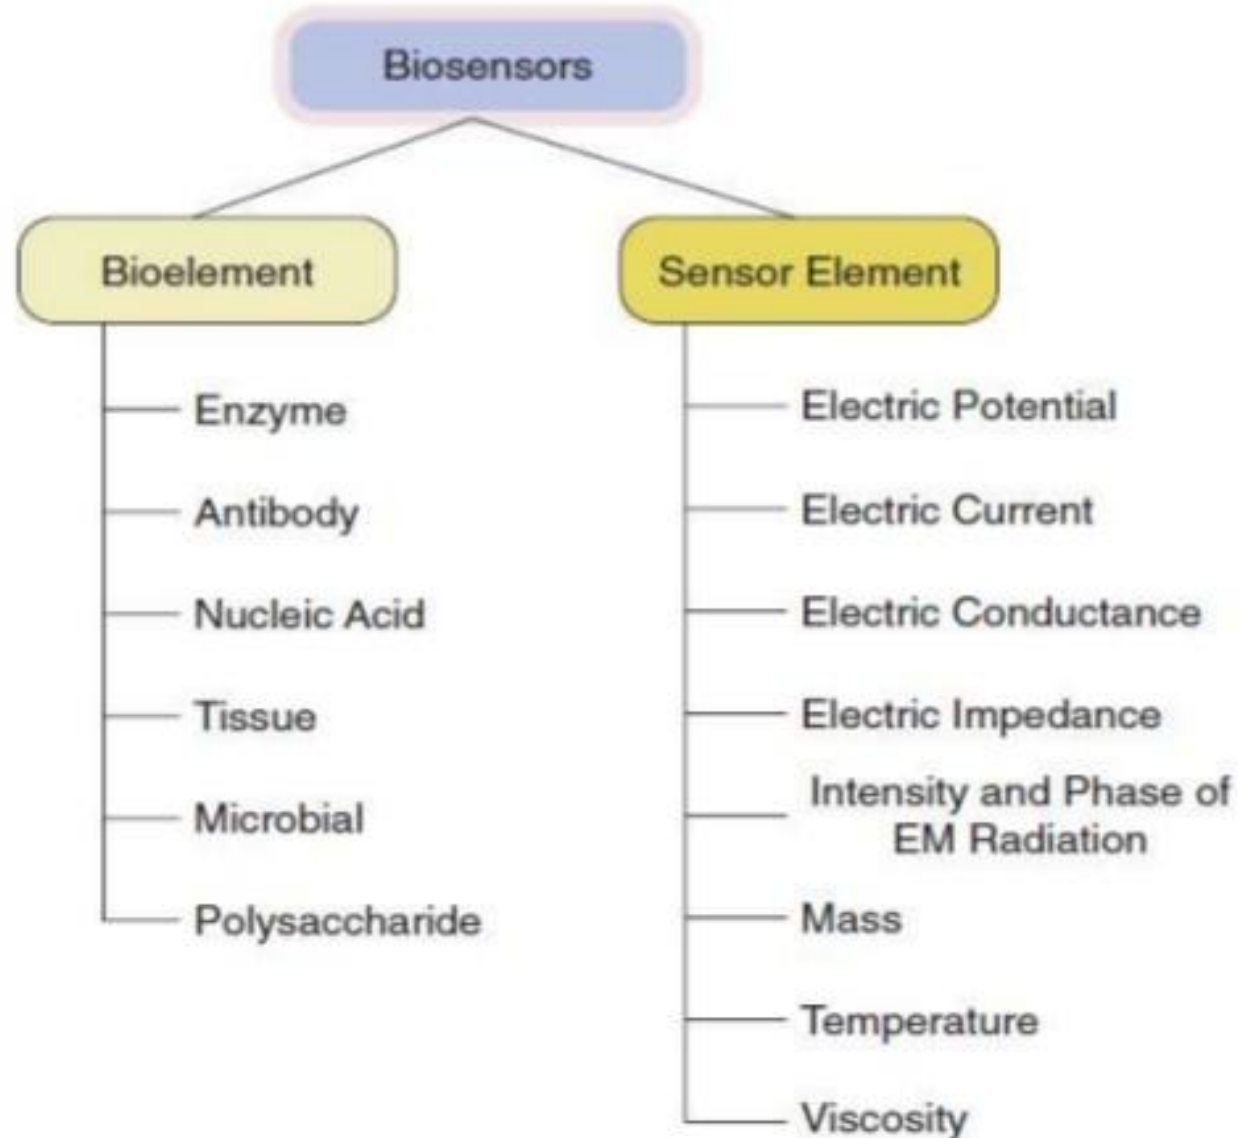 Biosensors
Bioelement
Enzyme
Antibody
Nucleic Acid
Tissue
Microbial
Polysaccharide
Sensor Element
Electric Potential
Electric Current
Electric Conductance
Electric Impedance
Intensity and Phase of
EM Radiation
Mass
Temperature
Viscosity